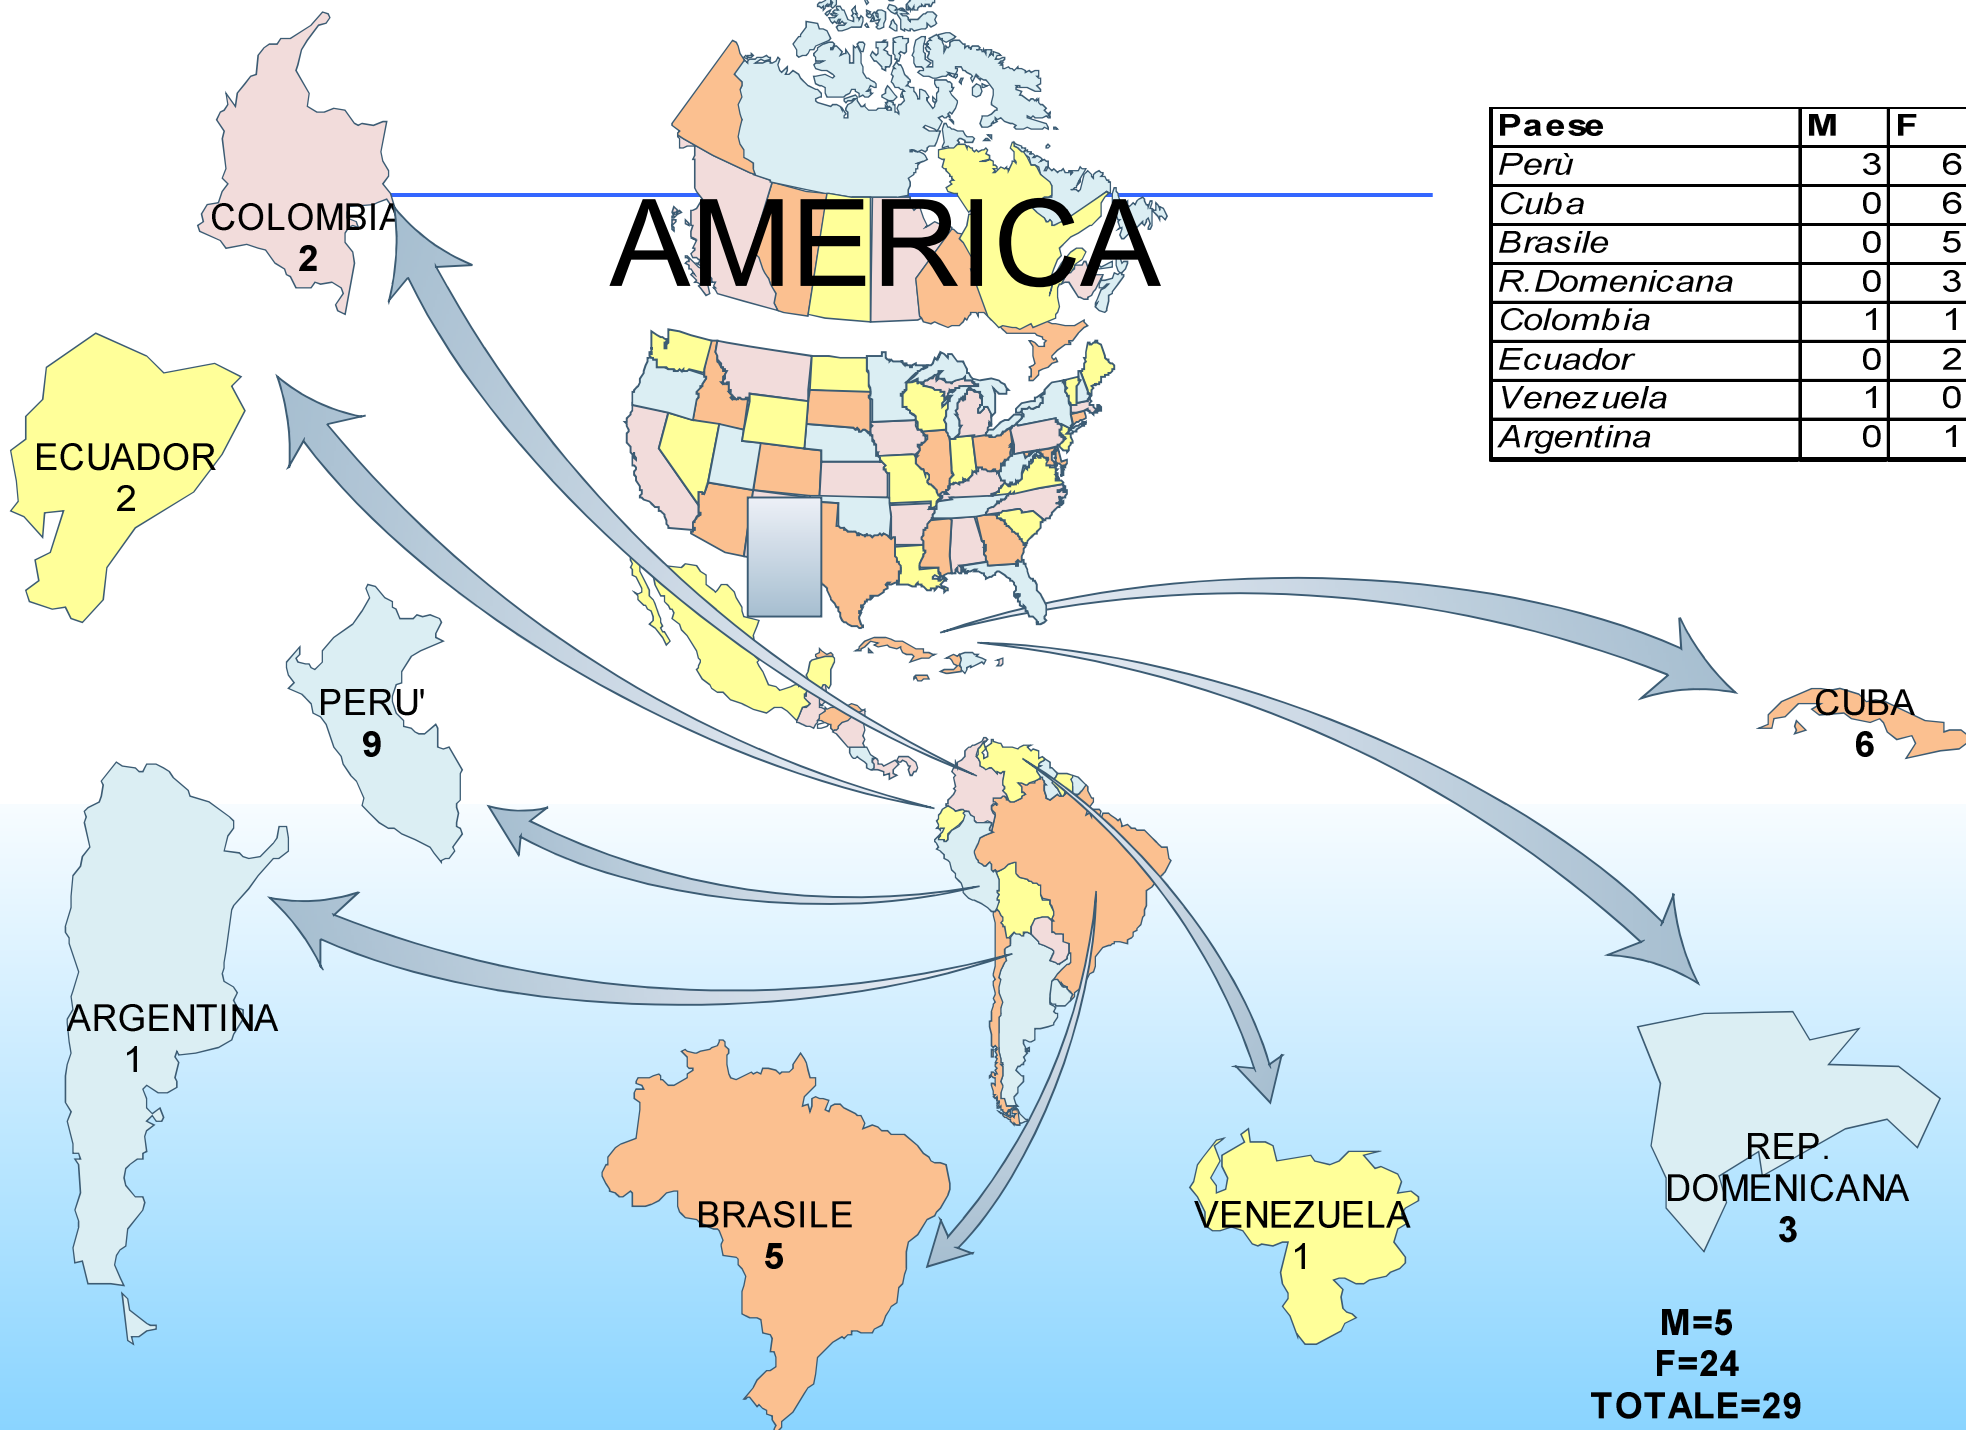 AMERICA
Paese M F
Perù 3 6
Cuba 0 6
Brasile 0 5
R.Domenicana 0 3
Colombia 1 1
Ecuador 0 2
Venezuela 1 0
Argentina 0 1
COLOMBIA
2
ECUADOR
2
PERU'
9
CUBA
6
ARGENTINA
1
BRASILE
5
VENEZUELA
1
REP.
DOMENICANA
3
M=5
F=24
TOTALE=29